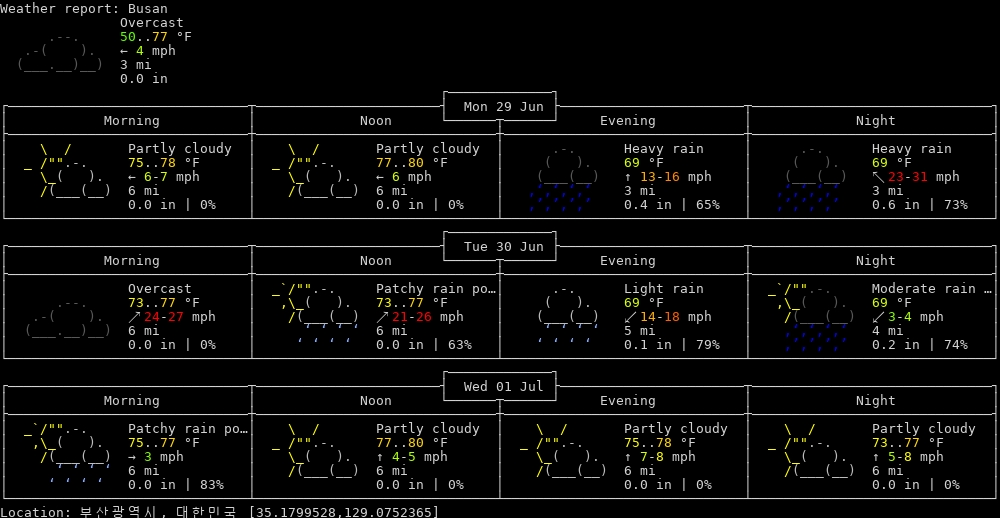 Weather report: Busan
Overcast
50..77 °F
← 4 mph
3 mi
0.0 in
Mon 29 Jun
Morning Noon Evening Night
Partly cloudy Partly cloudy Heavy rain Heavy rain
75..78 °F 77..80 °F 69 °F 69 °F
← 6-7 mph ← 6 mph ↑ 13-16 mph ↖ 23-31 mph
6 mi 6 mi 3 mi 3 mi
0.0 in | 0% 0.0 in | 0% 0.4 in | 65% 0.6 in | 73%
Tue 30 Jun
Morning Noon Evening Night
Overcast Patchy rain po… Light rain Moderate rain …
73..77 °F 73..77 °F 69 °F 69 °F
↗ 24-27 mph ↗ 21-26 mph ↙ 14-18 mph ↙ 3-4 mph
6 mi 6 mi 5 mi 4 mi
0.0 in | 0% 0.0 in | 63% 0.1 in | 79% 0.2 in | 74%
Wed 01 Jul
Morning Noon Evening Night
Patchy rain po… Partly cloudy Partly cloudy Partly cloudy
75..77 °F 77..80 °F 75..78 °F 73..77 °F
→ 3 mph ↑ 4-5 mph ↑ 7-8 mph ↑ 5-8 mph
6 mi 6 mi 6 mi 6 mi
0.0 in | 83% 0.0 in | 0% 0.0 in | 0% 0.0 in | 0%
Location: 부산광역시, 대한민국 [35.1799528,129.0752365]